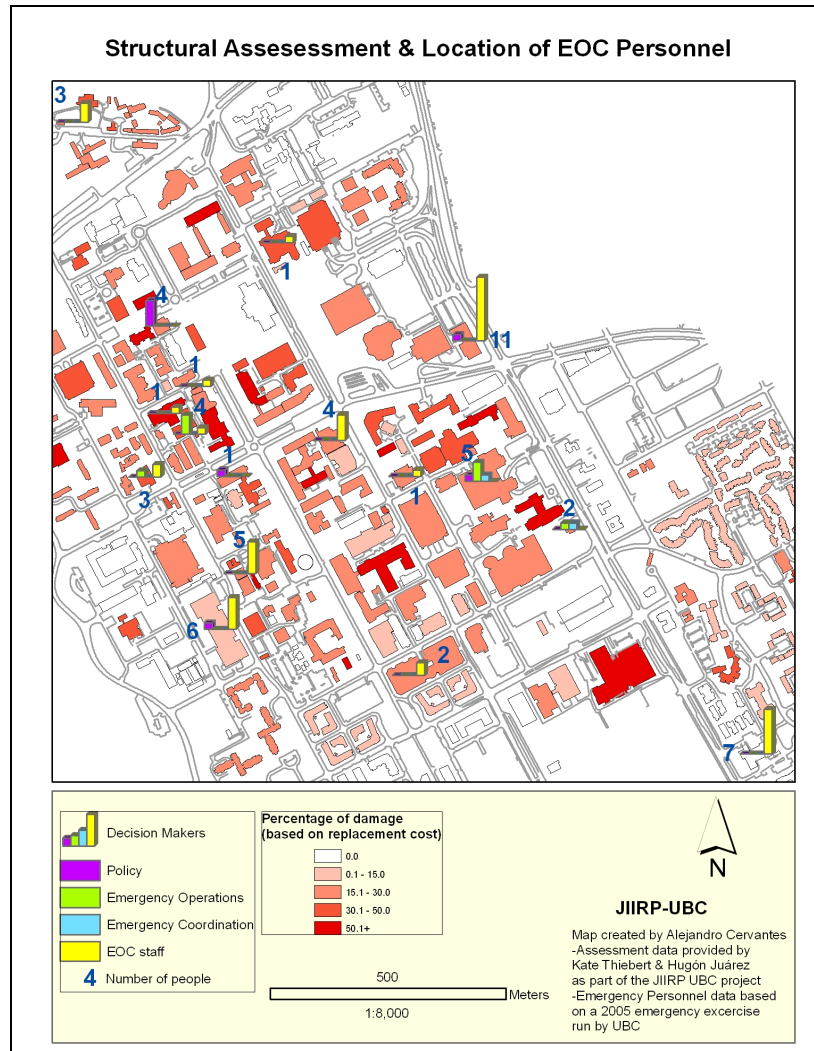 Structural Assesessment & Location of EOC Personnel
3
1
4
11
1
1
4
4
5
1
3
1
2
5
6
2
7
Decision Makers
Policy
Emergency Operations
Emergency Coordination
EOC staff
4 Number of people
Percentage of damage
(based on replacement cost)
0.0
0.1 - 15.0
15.1 - 30.0
30.1 - 50.0
50.1+
500
Meters
1:8,000
N
JIIRP-UBC
Map created by Alejandro Cervantes
-Assessment data provided by
Kate Thiebert & Hugón Juárez
as part of the JIIRP UBC project
-Emergency Personnel data based
on a 2005 emergency excercise
run by UBC